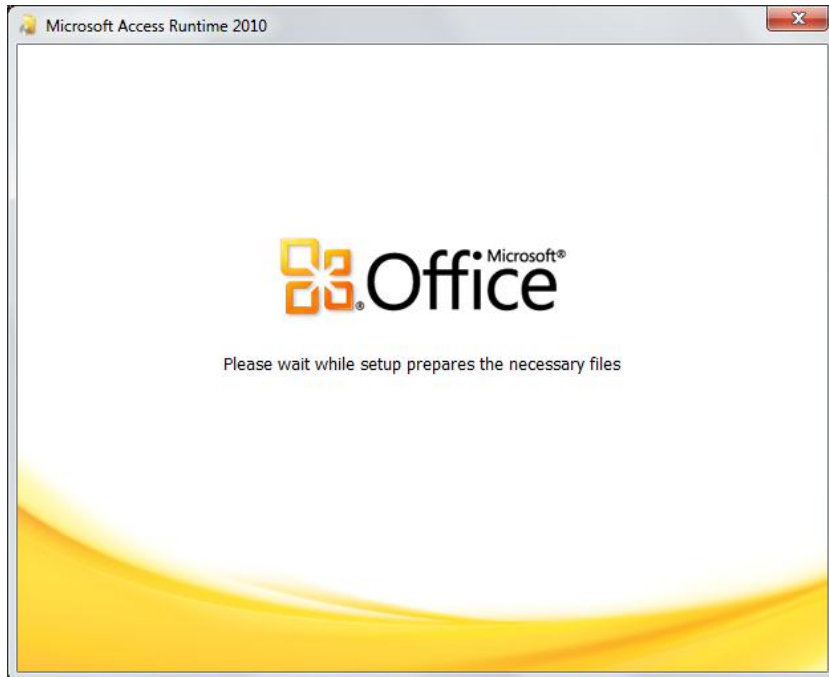 Microsoft Access Runtime 2010
Microsoft®
Office
Please wait while setup prepares the necessary files